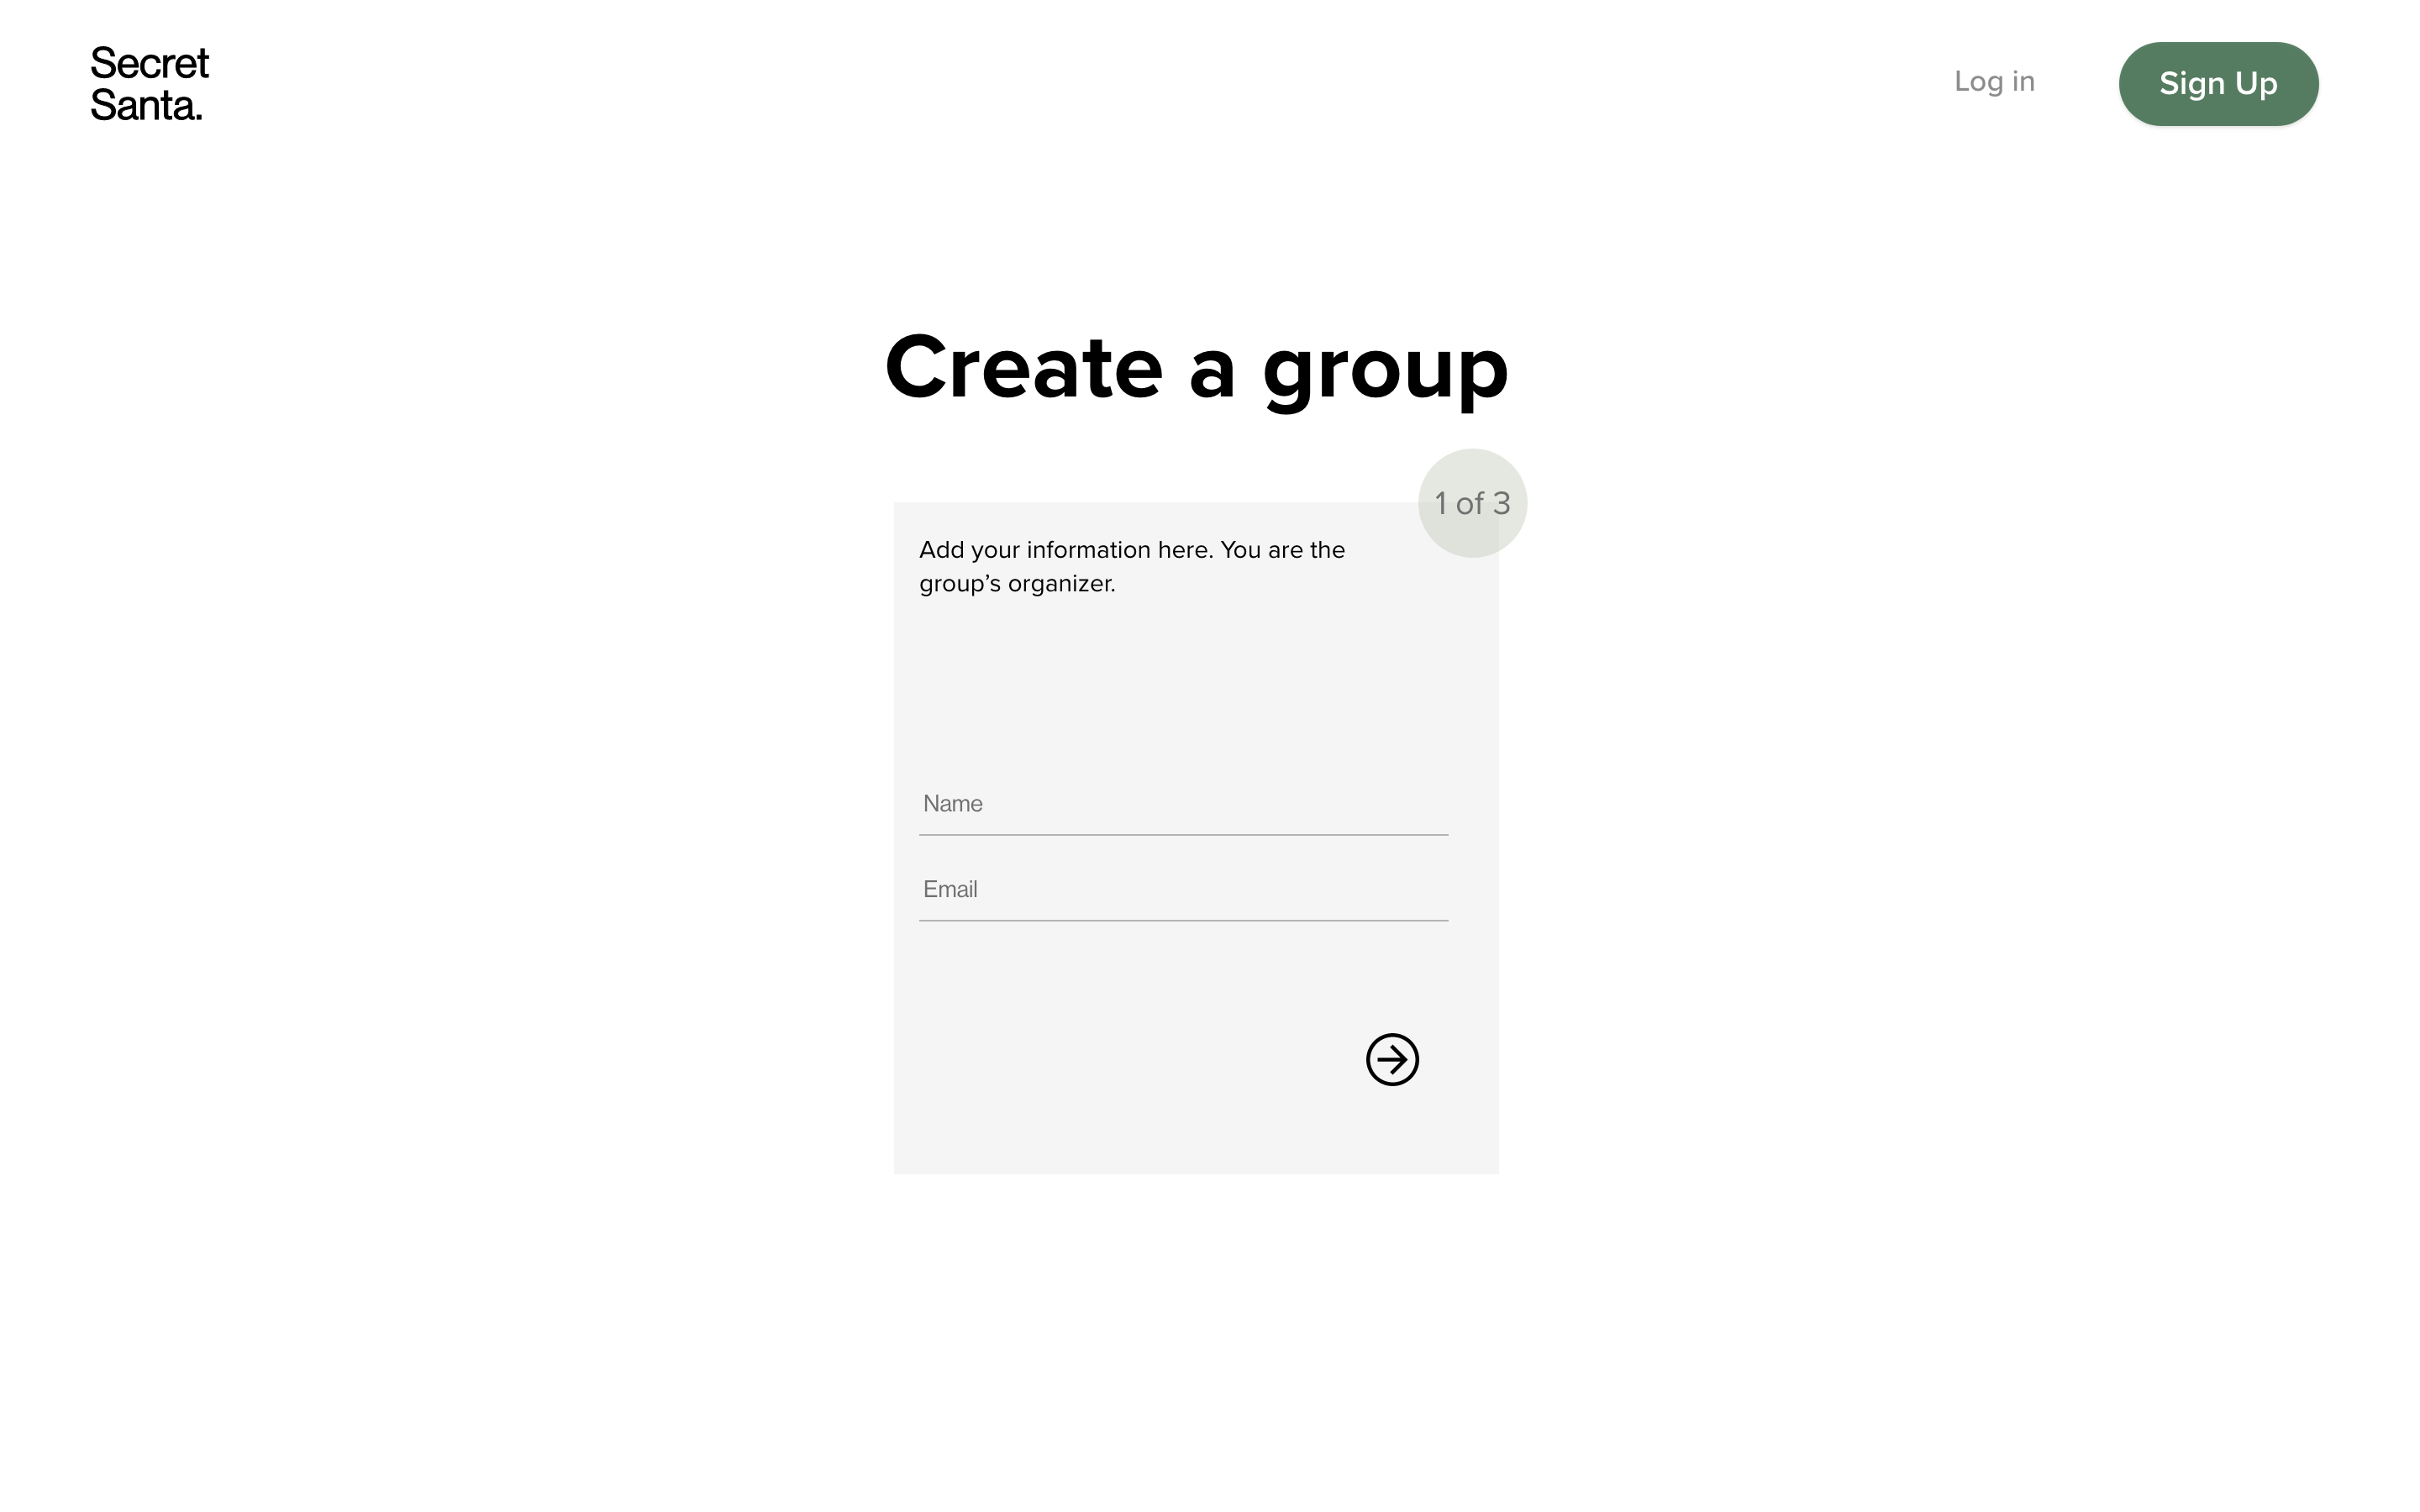 Secret
Santa.
Log in
Sign Up
Create a group
1 of 3
Add your information here. You are the
group’s organizer.
Name
Email